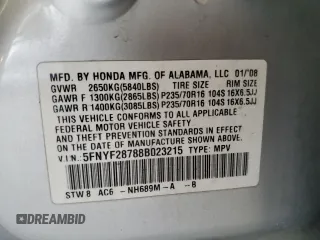 MFD. BY HONDA MFG. OF ALABAMA, LLC 01/'08
GVWR 2650KG(5840LBS) TIRE SIZE RIM SIZE
GAWR F 1300KG(2865LBS)P235/70R16 104S 16X6.5JJ
GAWR R 1400KG(3085LBS)P235/70R16 104S 16X6.5JJ
THIS VEHICLE CONFORMS TO ALL APPLICABLE
FEDERAL MOTOR VEHICLE SAFETY AND THEFT
PREVENTION STANDARDS IN EFFECT ON THE DATE
OF MANUFACTURE SHOWN ABOVE.
V.I.N:5FNYF28788B023215 TYPE: MPV
STW8 AC6 -NH689M-A -B
DREAMBID